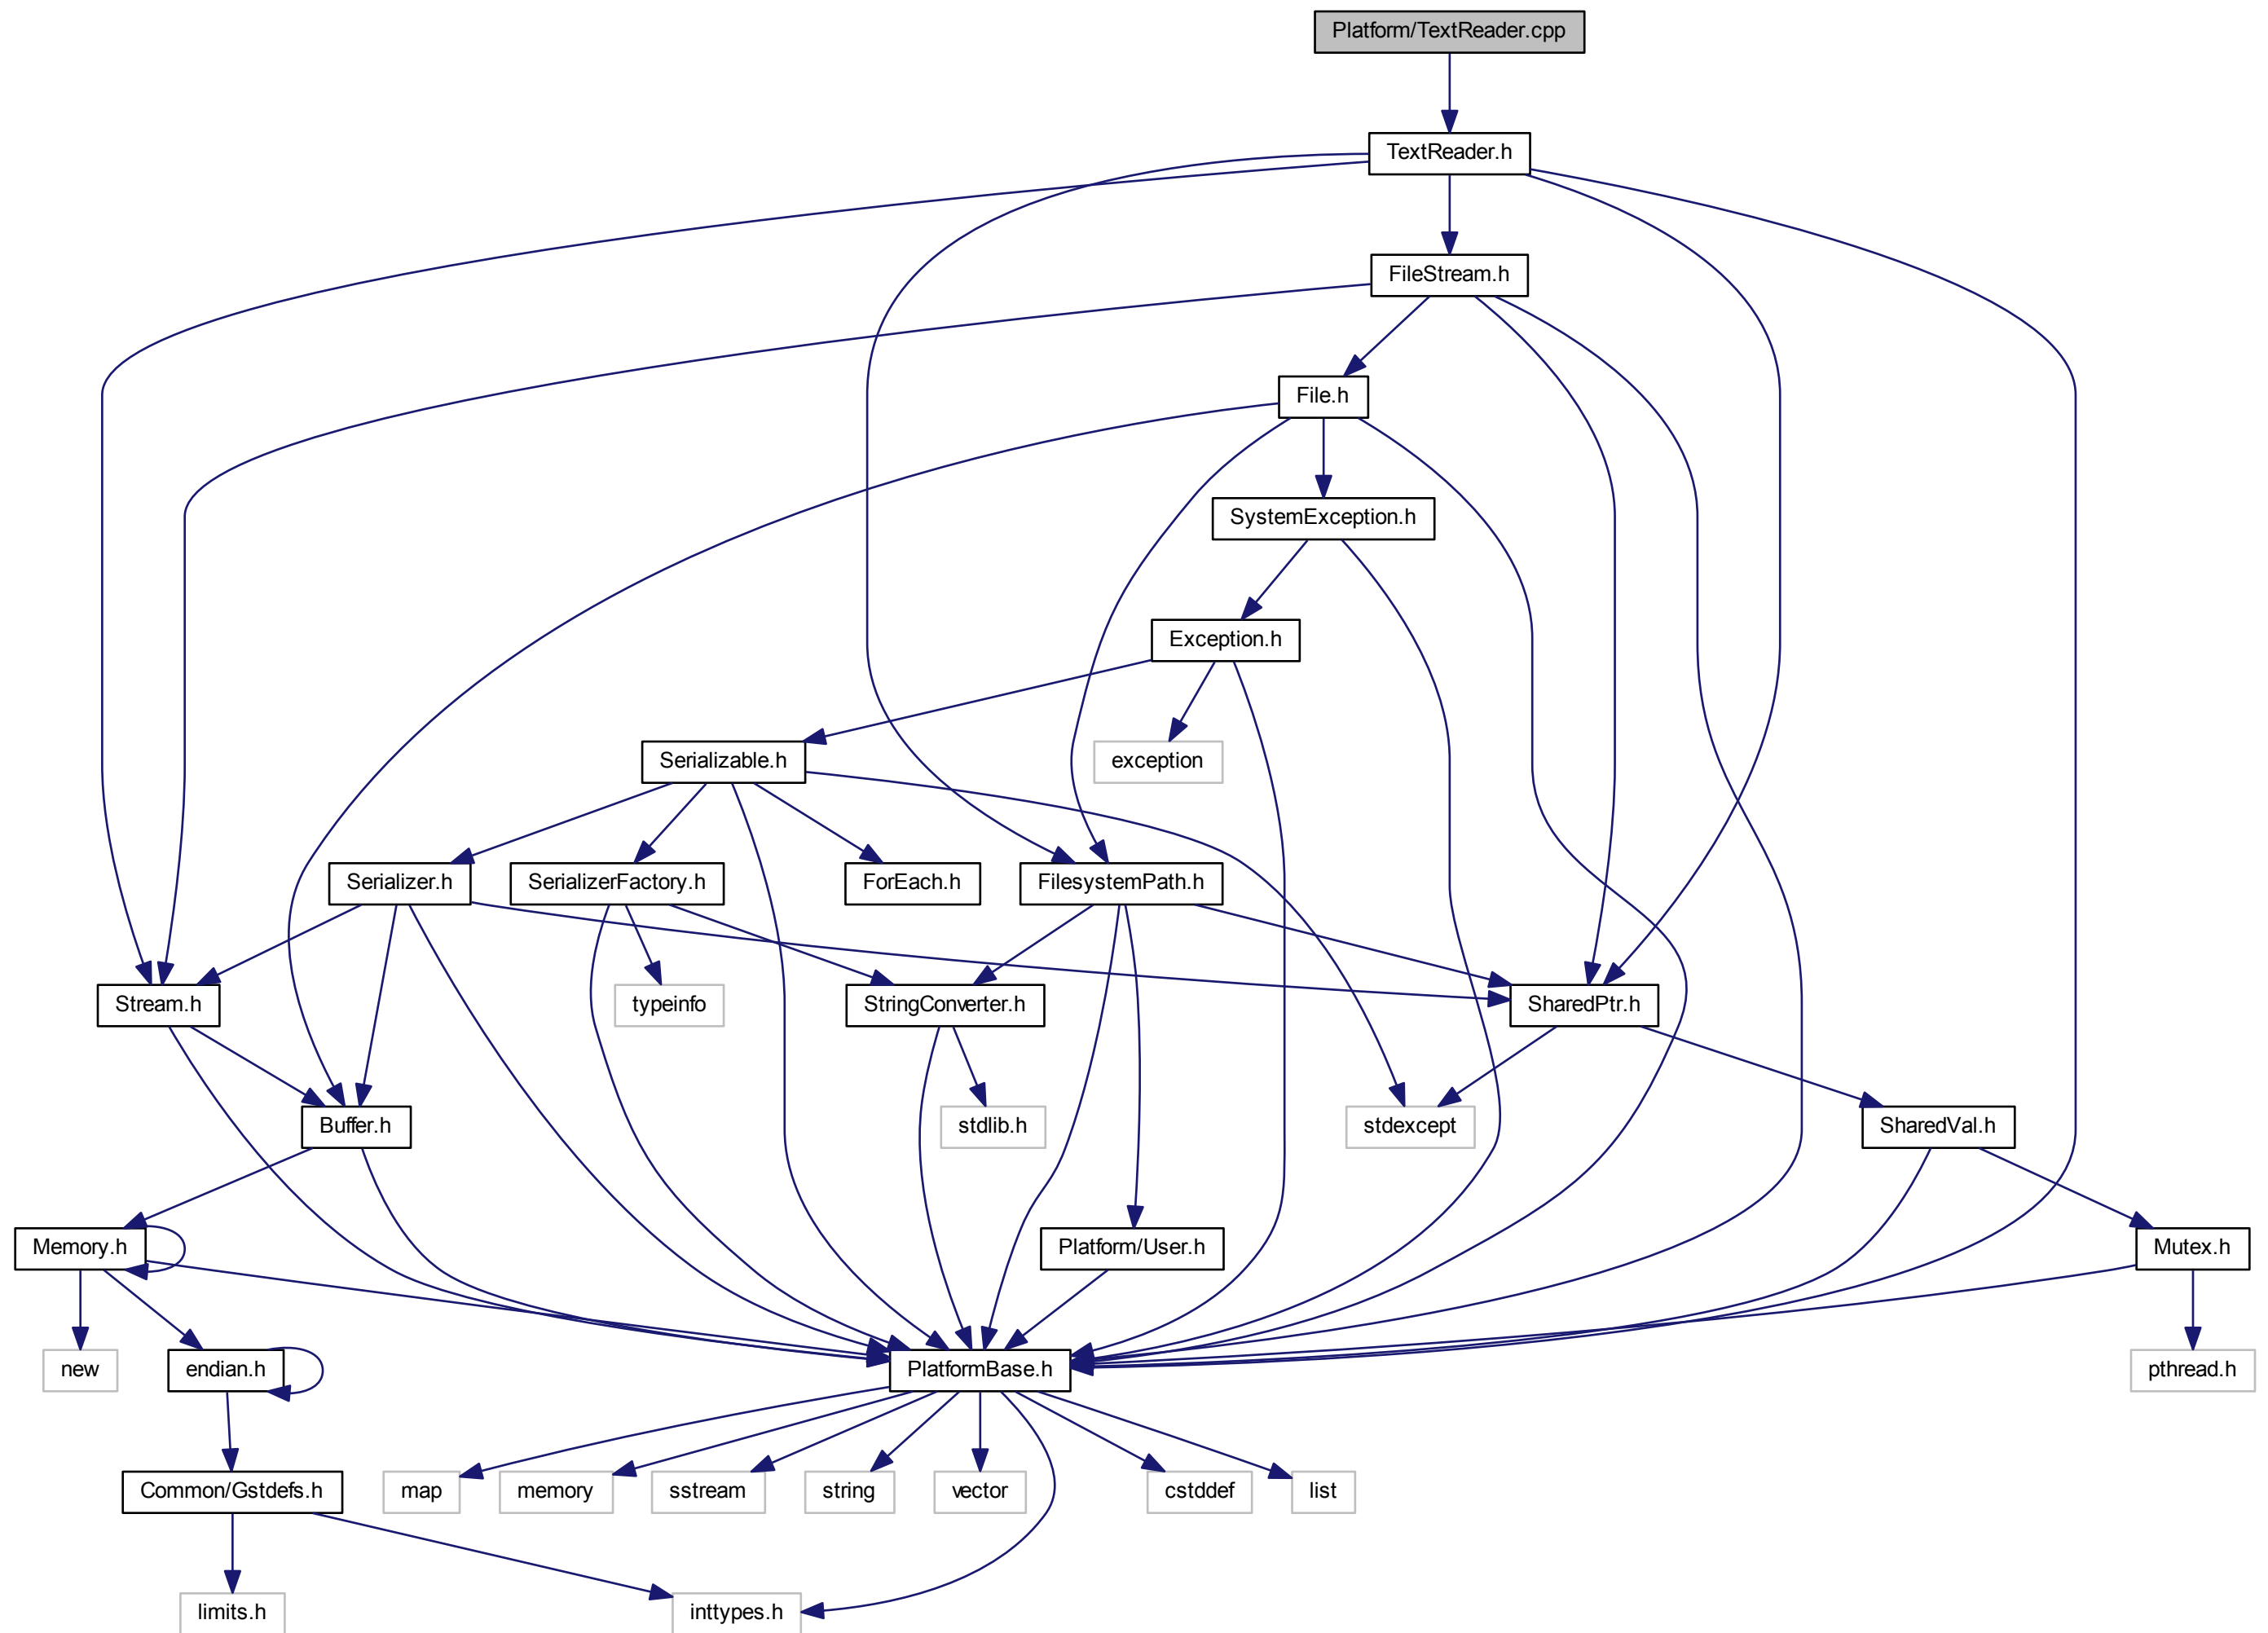 Platform/TextReader.cpp
TextReader.h
FileStream.h
File.h
SystemException.h
Exception.h
Serializable.h
exception
Serializer.h
SerializerFactory.h
ForEach.h
FilesystemPath.h
Stream.h
typeinfo
StringConverter.h
SharedPtr.h
Buffer.h
stdlib.h
stdexcept
SharedVal.h
Memory.h
Platform/User.h
Mutex.h
new
endian.h
PlatformBase.h
pthread.h
Common/Gstdefs.h
map
memory
sstream
string
vector
cstddef
list
limits.h
inttypes.h